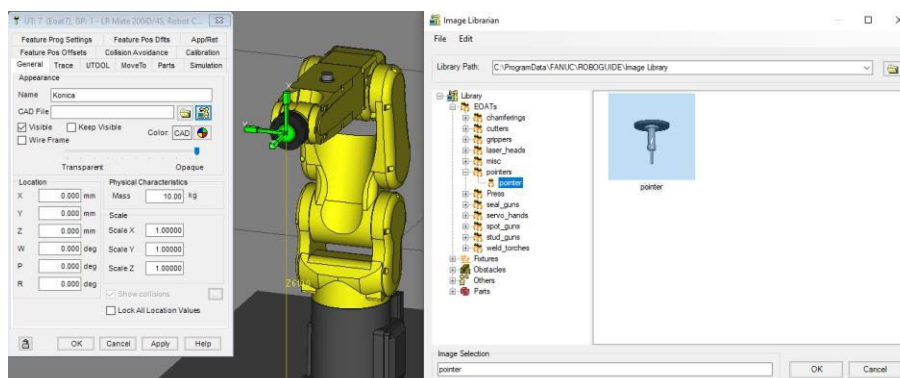 UT: 7 (Eoat7), GP: 1 - LR Mate 200iD/4S, Robot C...
Feature Prog Settings Feature Pos Dflts App/Ret
Feature Pos Offsets Collision Avoidance Calibration
General Trace UTOOL MoveTo Parts Simulation
Appearance
Name Konica
CAD File
Visible Keep Visible Color: CAD
Wire Frame
Transparent Opaque
Location
X 0.000 mm
Y 0.000 mm
Z 0.000 mm
W 0.000 deg
P 0.000 deg
R 0.000 deg
Physical Characteristics
Mass 10.00 kg
Scale
Scale X 1.00000
Scale Y 1.00000
Scale Z 1.00000
Show collisions
Lock All Location Values
OK Cancel Apply Help
Image Librarian
File Edit
Library Path: C:\ProgramData\FANUC\ROBOGUIDE\Image Library
Library
EOATs
chamferings
cutters
grippers
laser_heads
misc
pointers
pointer
Press
seal_guns
servo_hands
spot_guns
stud_guns
weld_torches
Fixtures
Obstacles
Others
Parts
pointer
Image Selection
pointer
OK Cancel